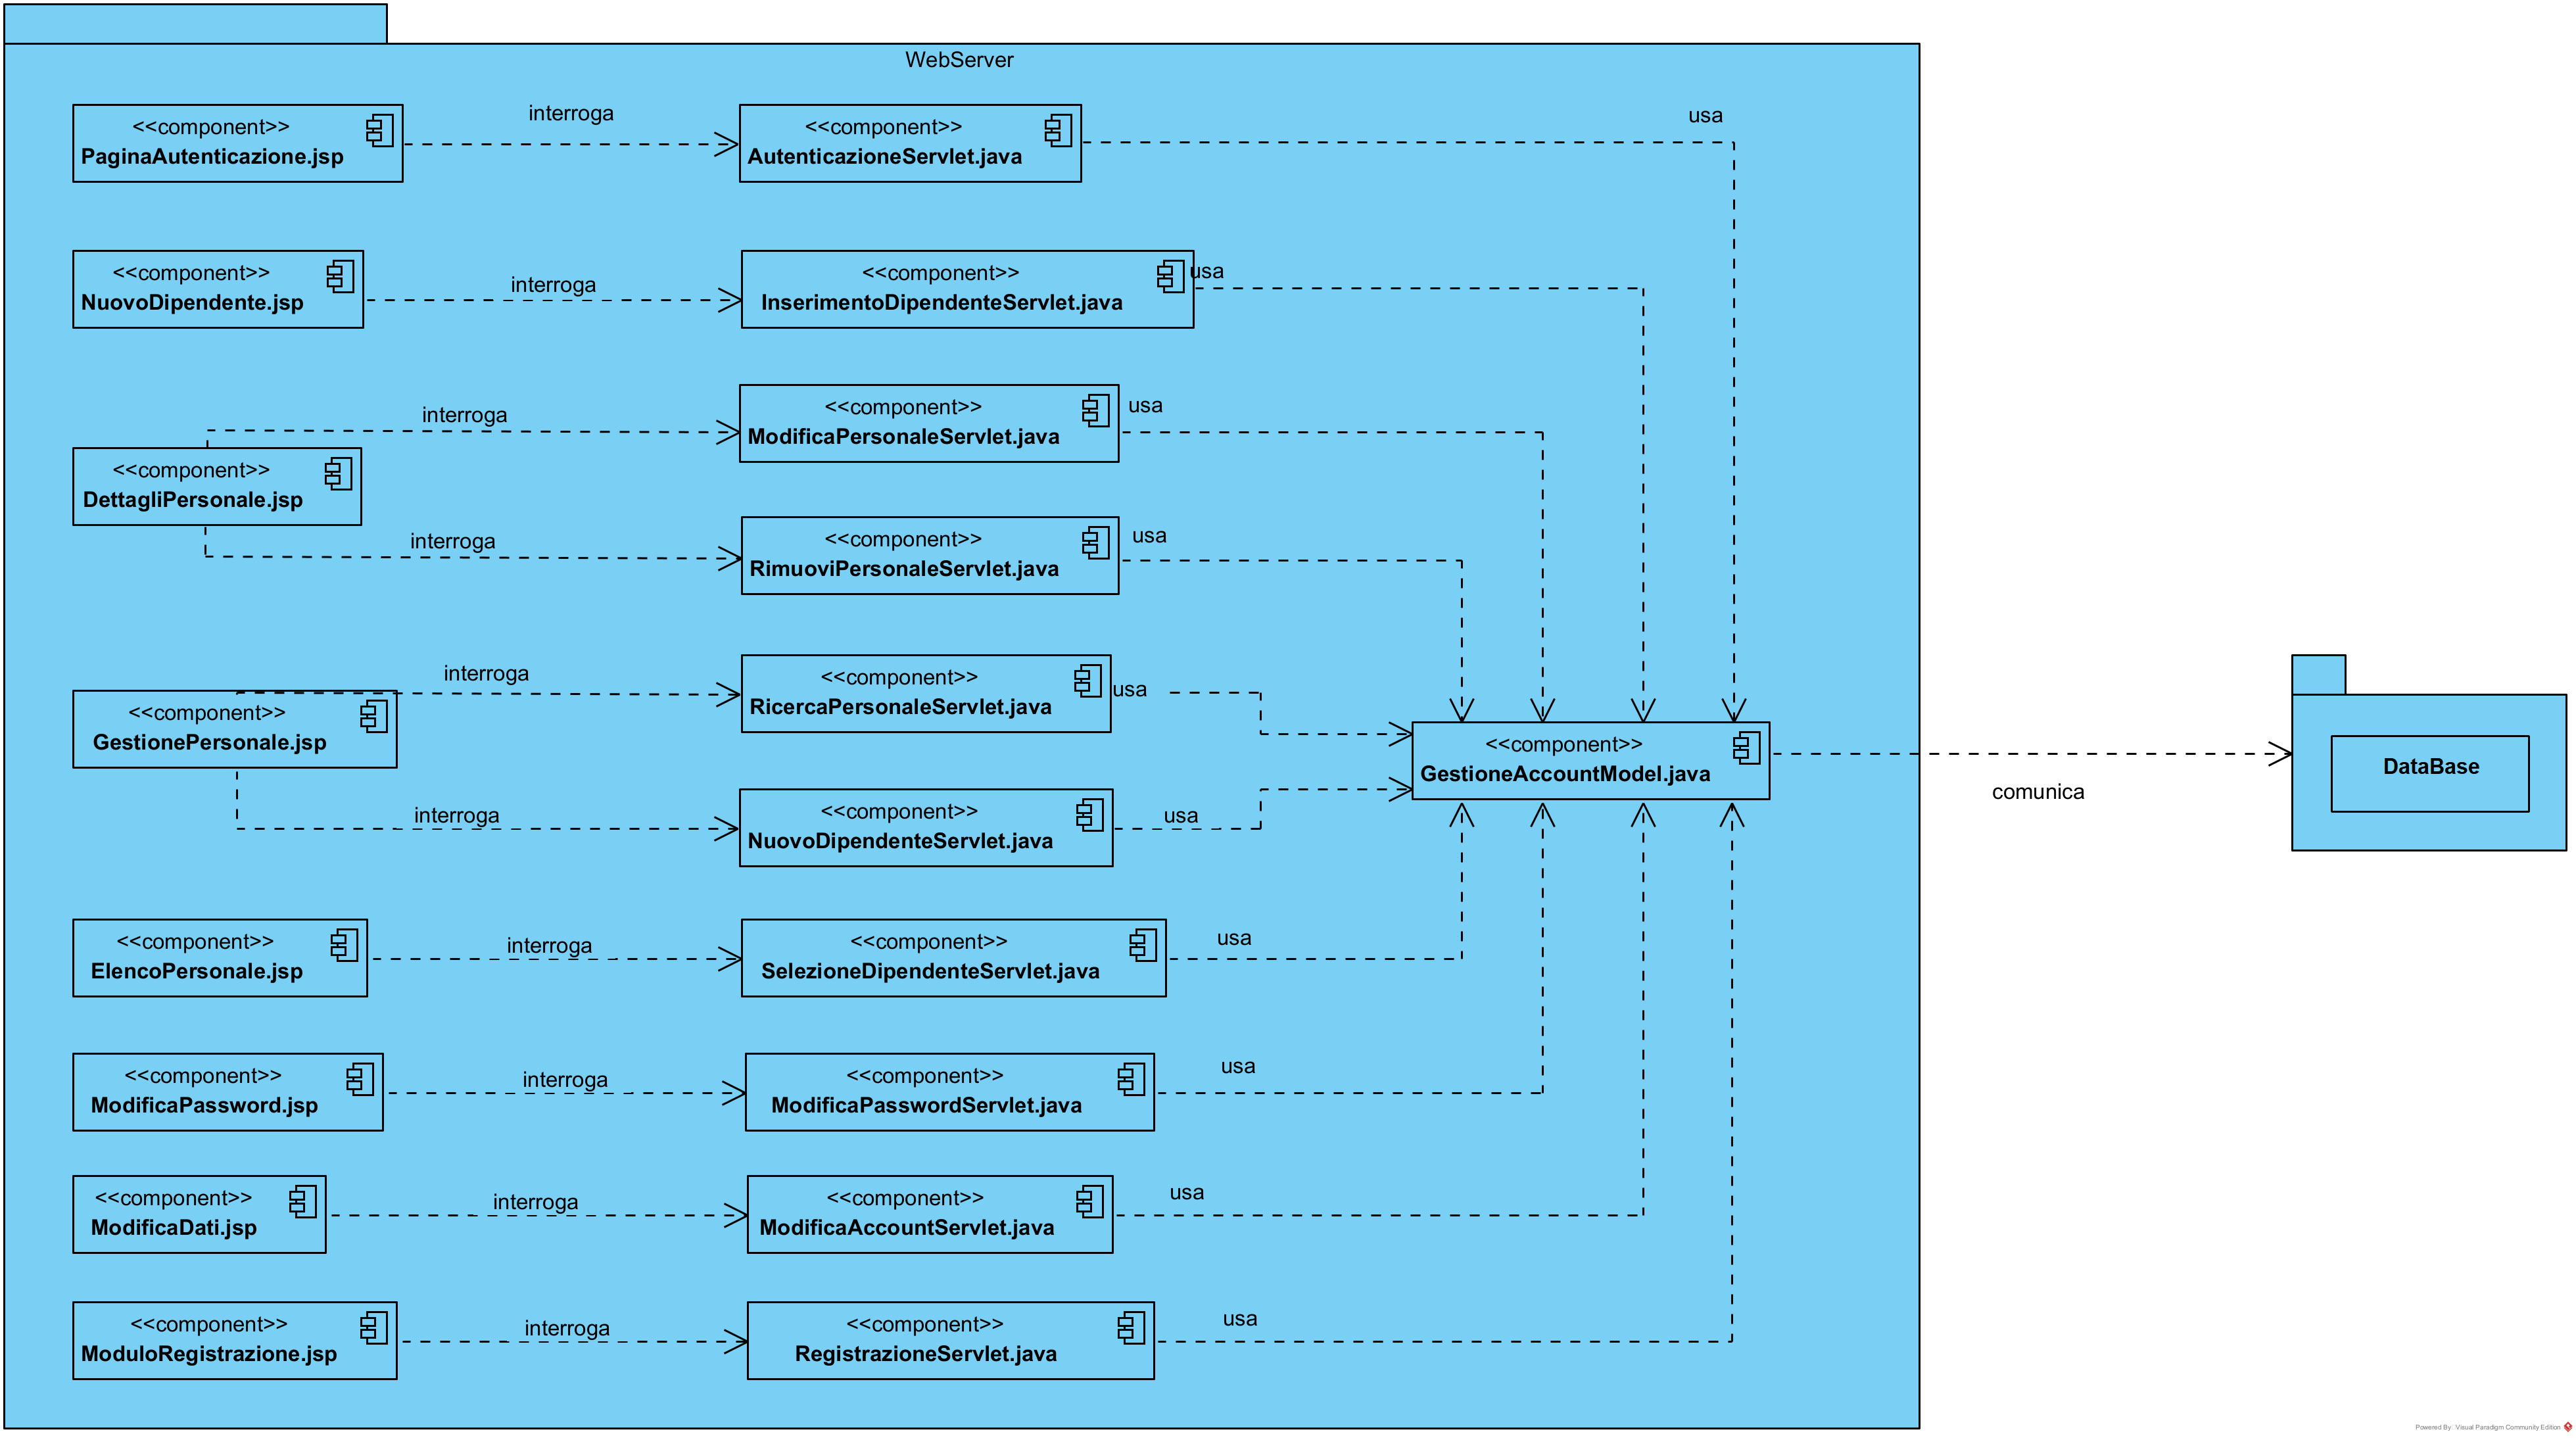 WebServer
<<component>>
PaginaAutenticazione.jsp
interroga
<<component>>
AutenticazioneServlet.java
usa
<<component>>
NuovoDipendente.jsp
interroga
<<component>>
InserimentoDipendenteServlet.java
usa
<<component>>
DettagliPersonale.jsp
interroga
<<component>>
ModificaPersonaleServlet.java
usa
interroga
<<component>>
RimuoviPersonaleServlet.java
usa
<<component>>
GestionePersonale.jsp
interroga
<<component>>
RicercaPersonaleServlet.java
usa
<<component>>
GestioneAccountModel.java
comunica
DataBase
interroga
<<component>>
NuovoDipendenteServlet.java
usa
<<component>>
ElencoPersonale.jsp
interroga
<<component>>
SelezioneDipendenteServlet.java
usa
<<component>>
ModificaPassword.jsp
interroga
<<component>>
ModificaPasswordServlet.java
usa
<<component>>
ModificaDati.jsp
interroga
<<component>>
ModificaAccountServlet.java
usa
<<component>>
ModuloRegistrazione.jsp
interroga
<<component>>
RegistrazioneServlet.java
usa
Powered By: Visual Paradigm Community Edition